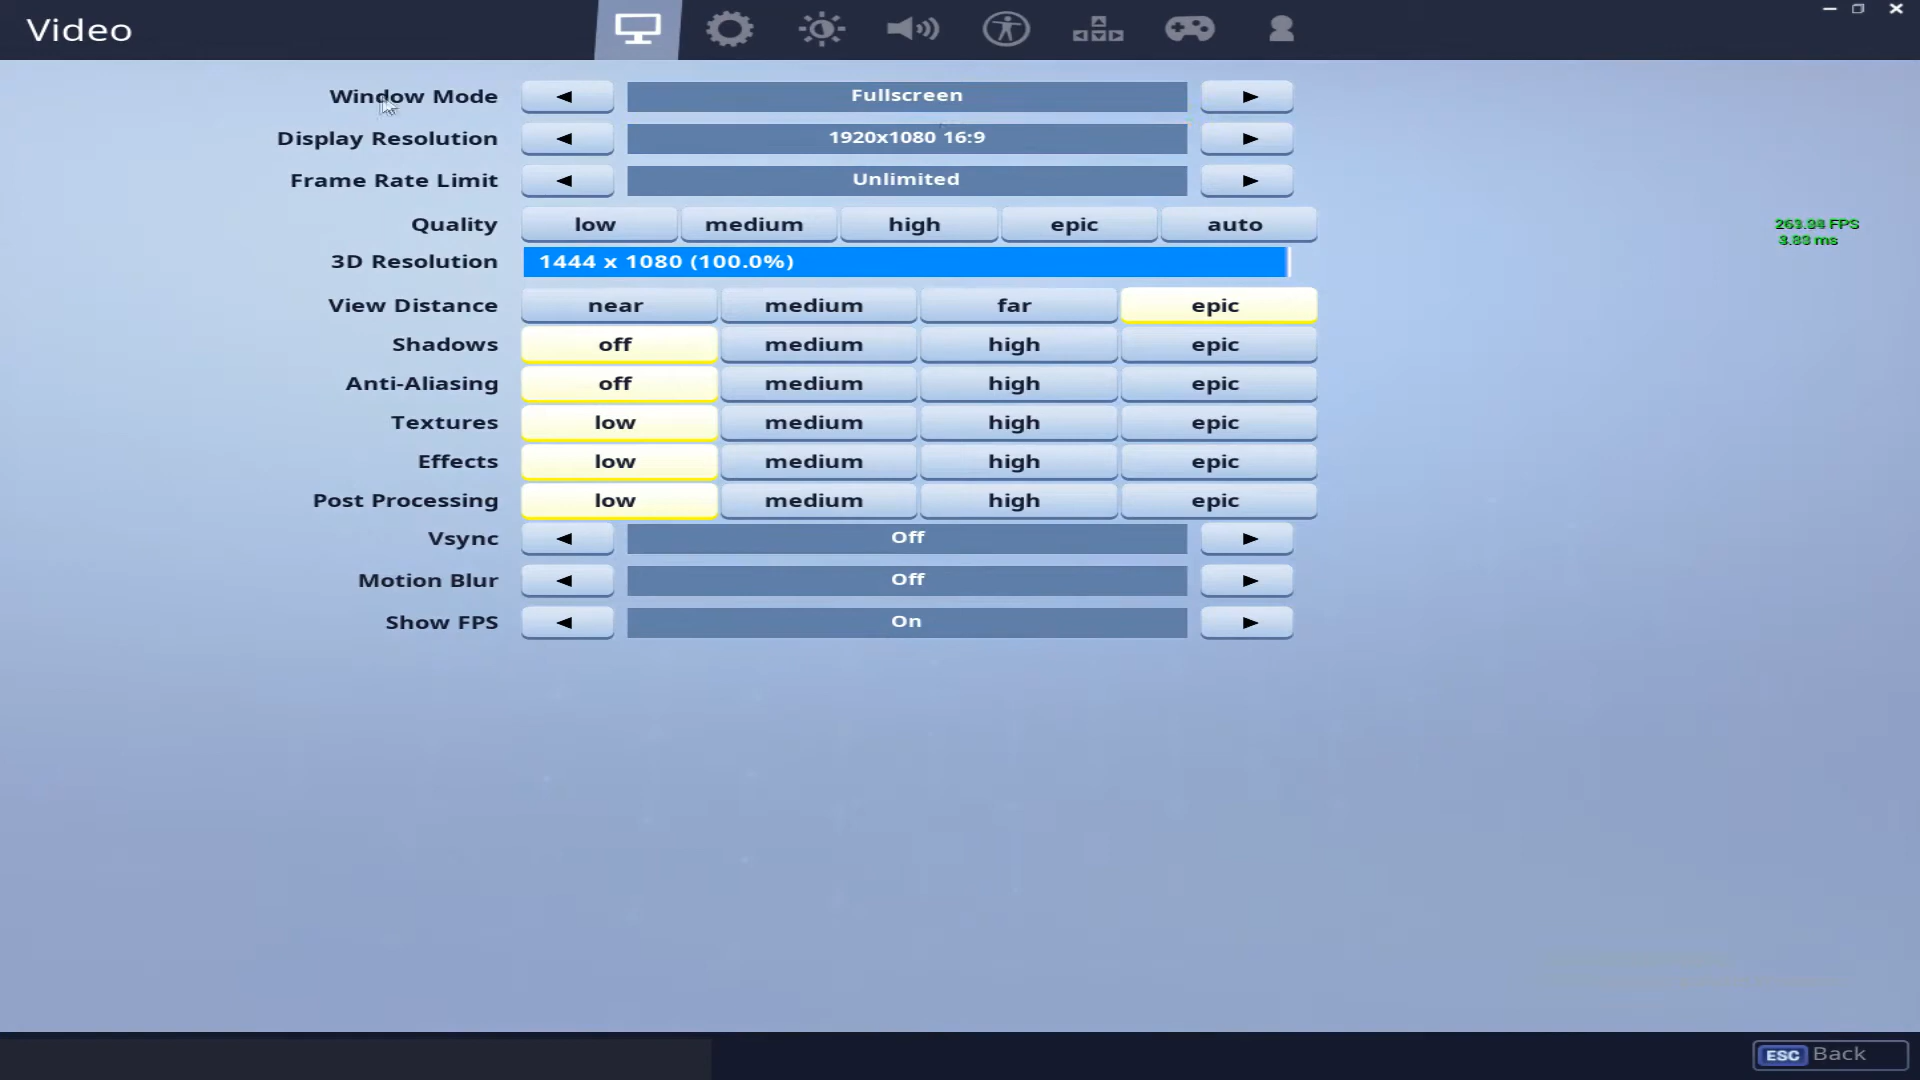 Video
Window Mode Fullscreen
Display Resolution 1920x1080 16:9
Frame Rate Limit Unlimited
Quality low medium high epic auto
263.34 FPS
3.83 ms
3D Resolution 1444 x 1080 (100.0%)
View Distance near medium far epic
Shadows off medium high epic
Anti-Aliasing off medium high epic
Textures low medium high epic
Effects low medium high epic
Post Processing low medium high epic
Vsync Off
Motion Blur Off
Show FPS On
ESC Back